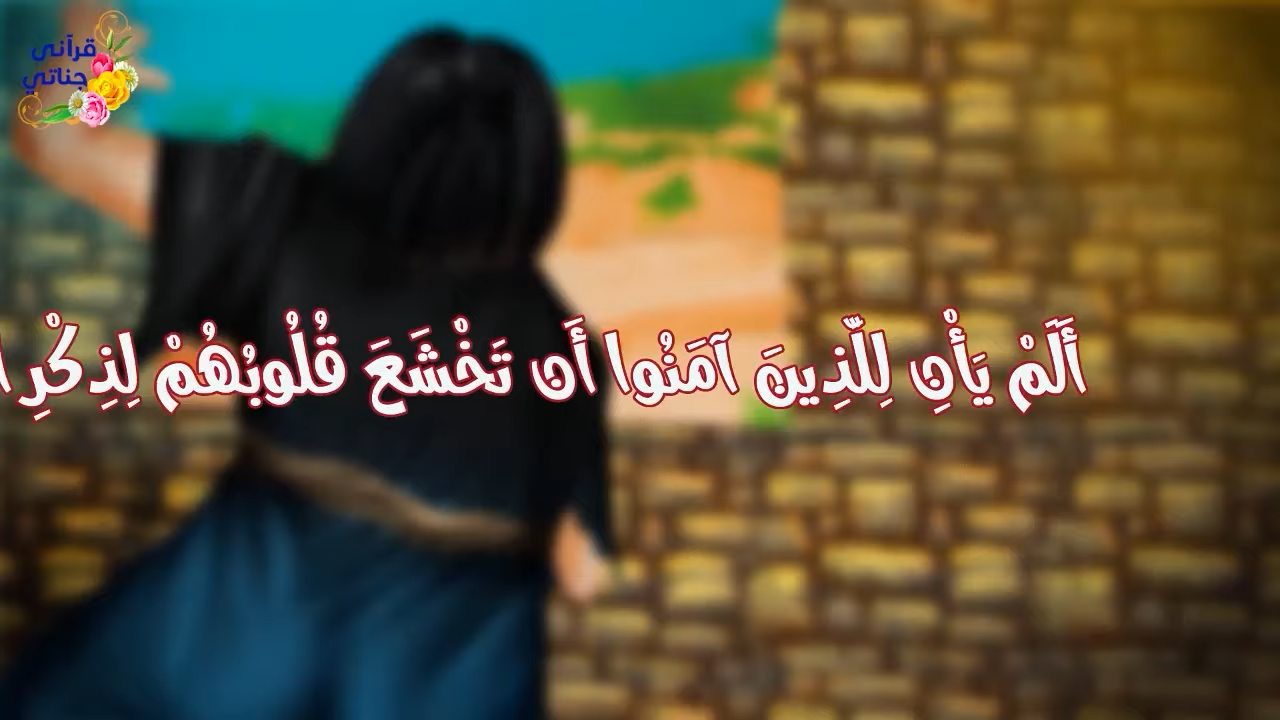 قرآني
جناتي
أَلَمْ يَأْنِ لِلَّذِينَ آمَنُوا أَن تَخْشَعَ قُلُوبُهُمْ لِذِكْرِ